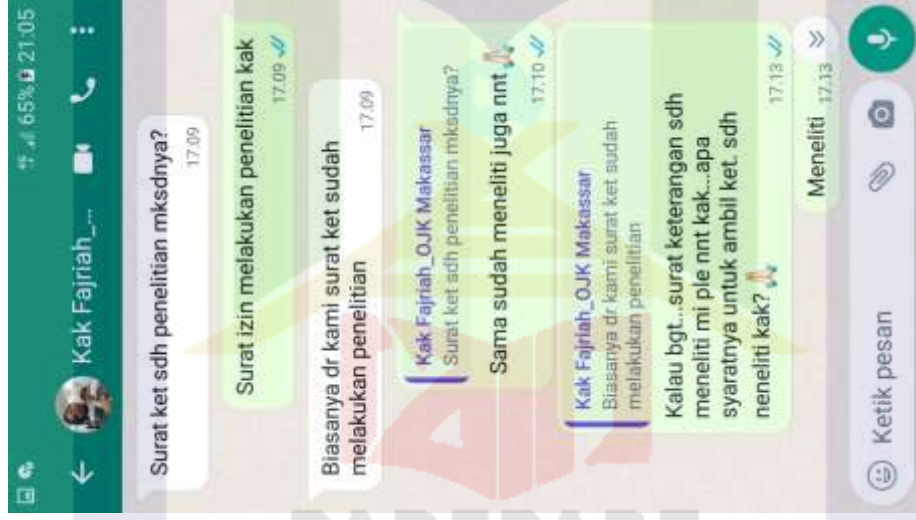 65% 21:05
Kak Fajriah_...
Surat ket sdh penelitian mksdnya?
17.09
Surat izin melakukan penelitian kak
17.09
Biasanya dr kami surat ket sudah
melakukan penelitian
17.09
Kak Fajriah_OJK Makassar
Surat ket sdh penelitian mksdnya?
Sama sudah meneliti juga nnt
17.10
Kak Fajriah_OJK Makassar
Biasanya dr kami surat ket sudah
melakukan penelitian
Kalau bgt...surat keterangan sdh
meneliti mi ple nnt kak...apa
syaratnya untuk ambil ket. sdh
neneliti kak?
17.13
Meneliti 17.13
Ketik pesan